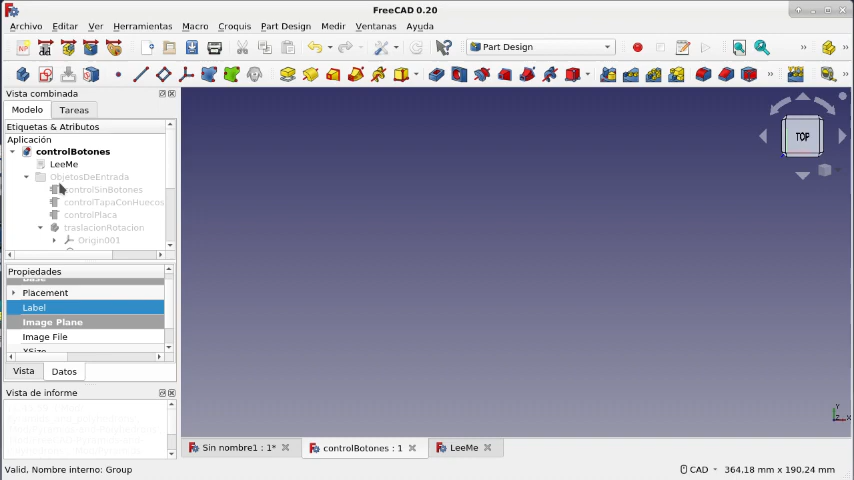 FreeCAD 0.20
Archivo Editar Ver Herramientas Macro Croquis Part Design Medir Ventanas Ayuda
Part Design
Vista combinada
Modelo Tareas
Etiquetas & Atributos
Aplicación
controlBotones
LeeMe
ObjetosDeEntrada
controlSinBotones
controlTapaConHuecos
controlPlaca
traslacionRotacion
Origin001
TOP
Propiedades
Base
Placement
Label
Image Plane
Image File
XSize
Vista Datos
Vista de informe
Sin nombre1 : 1* controlBotones : 1 LeeMe
Valid, Nombre interno: Group
CAD 364.18 mm x 190.24 mm
Y
Z X